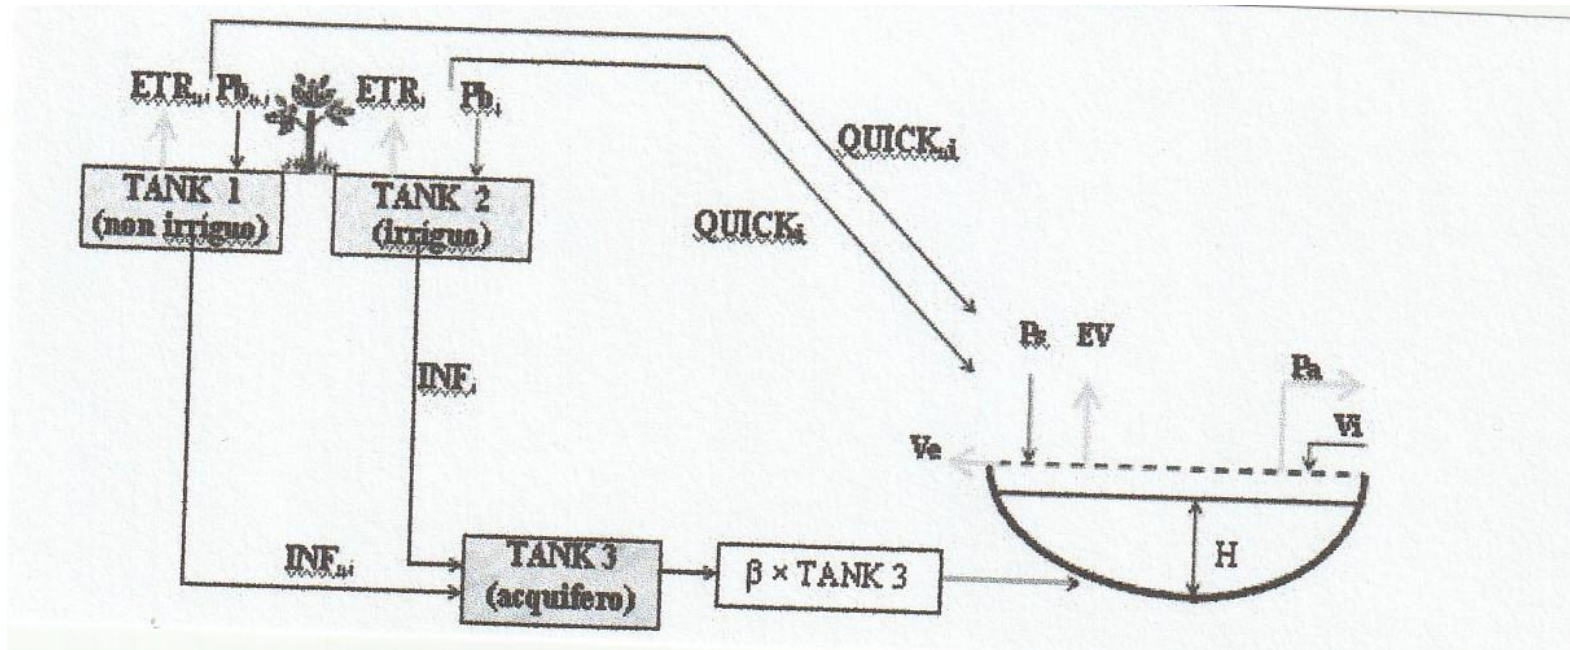 ETRni Pbni ETRi Pbi
QUICKni
TANK 1
(non irriguo)
TANK 2
(irriguo)
QUICKi
Ps EV
Pa
INFi
Vi
Ve
INFni
TANK 3
(acquifero)
β × TANK 3
H